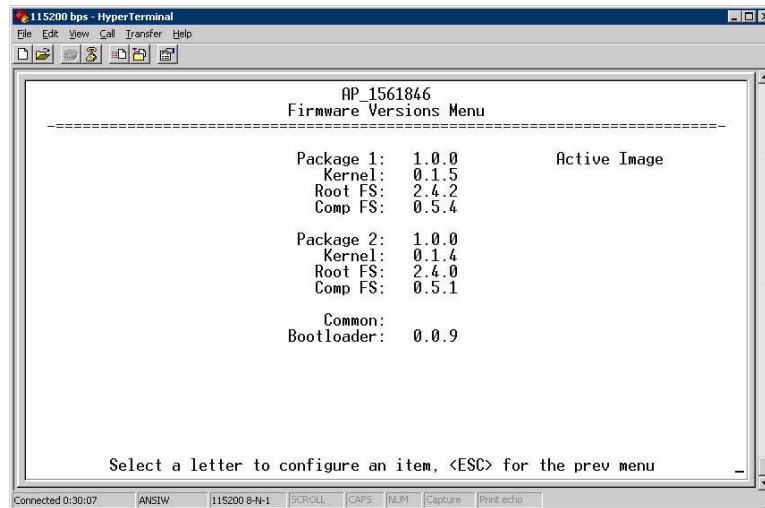 115200 bps - HyperTerminal
File Edit View Call Transfer Help
AP_1561846
Firmware Versions Menu
-==========================================================================-
Package 1: 1.0.0 Active Image
Kernel: 0.1.5
Root FS: 2.4.2
Comp FS: 0.5.4
Package 2: 1.0.0
Kernel: 0.1.4
Root FS: 2.4.0
Comp FS: 0.5.1
Common:
Bootloader: 0.0.9
Select a letter to configure an item, <ESC> for the prev menu _
Connected 0:30:07 ANSIW 115200 8-N-1 SCROLL CAPS NUM Capture Print echo